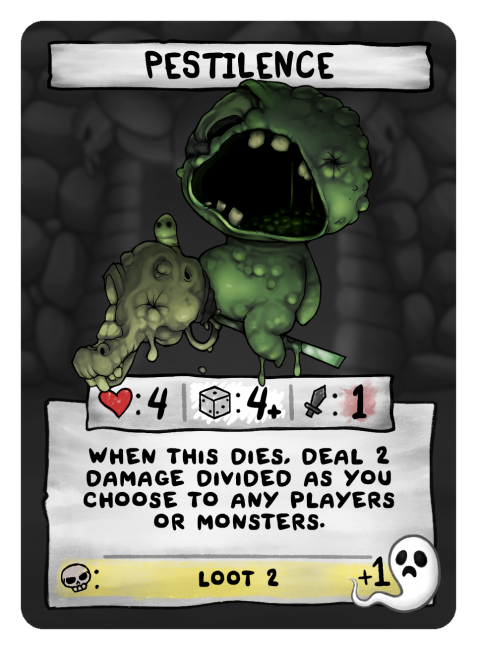 PESTILENCE
:4 :4+ :1
WHEN THIS DIES, DEAL 2
DAMAGE DIVIDED AS YOU
CHOOSE TO ANY PLAYERS
OR MONSTERS.
: LOOT 2 +1